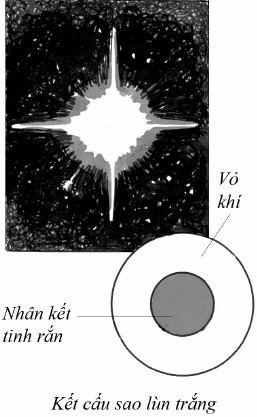 Vỏ
khí
Nhân kết
tinh rắn
Kết cấu sao lùn trắng